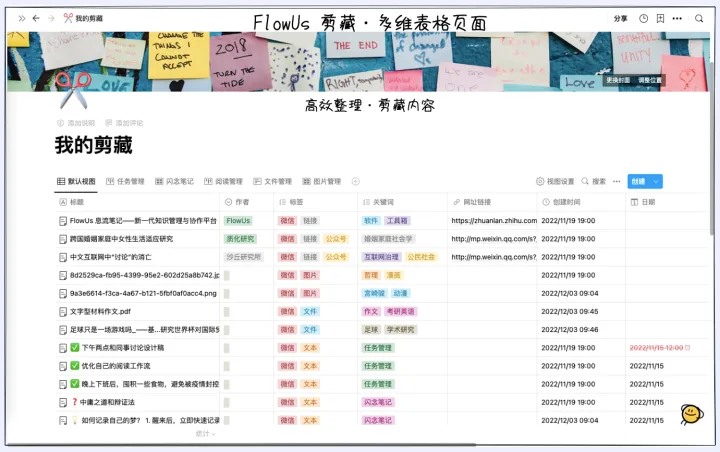 我的剪藏
FlowUs 剪藏·多维表格页面
分享
CHANGE THE THINGS I CANNOT ACCEPT
2018
TURN THE TIDE
THE END
RIGHT,
UNITY
LOVE
Love
更换封面 调整位置
高效整理·剪藏内容
添加说明 添加评论
我的剪藏
默认视图 任务管理 闪念笔记 阅读管理 文件管理 图片管理
视图设置 搜索 创建
标题 作者 标签 关键词 网址链接 创建时间 日期
FlowUs 息流笔记——新一代知识管理与协作平台 FlowUs 微信 链接 软件 工具箱 https://zhuanlan.zhihu.com 2022/11/19 19:00
跨国婚姻家庭中女性生活适应研究 质化研究 微信 链接 公众号 婚姻家庭社会学 http://mp.weixin.qq.com/s? 2022/11/19 19:00
中文互联网中“讨论”的消亡 沙丘研究所 微信 链接 公众号 互联网治理 公民社会 http://mp.weixin.qq.com/s? 2022/11/19 19:00
8d2529ca-fb95-4399-95e2-602d25a8b742.jp 微信 图片 哲理 漫画 2022/11/19 19:00
9a3e6614-f3ca-4a67-b121-5fbf0af0acc4.png 微信 图片 宫崎骏 动漫 2022/12/03 09:04
文字型材料作文.pdf 微信 文件 作文 考研英语 2022/12/03 09:45
足球只是一场游戏吗_——基...研究世界杯对国际 微信 文件 足球 学术研究 2022/12/03 09:46
✅ 下午两点和同事讨论设计稿 微信 文本 任务管理 2022/11/19 19:00 2022/11/15 12:00
✅ 优化自己的阅读工作流 微信 文本 任务管理 2022/11/19 19:00 2022/11/15
✅ 晚上下班后，囤积一些食物，避免被疫情封控 微信 文本 任务管理 2022/11/19 19:00 2022/11/15
❓ 中庸之道和辩证法 微信 文本 闪念笔记 2022/11/19 19:00 2022/11/15
💡 如何记录自己的梦？ 1. 醒来后，立即快速记录 微信 文本 闪念笔记 2022/12/03 09:04 2022/11/15
统计